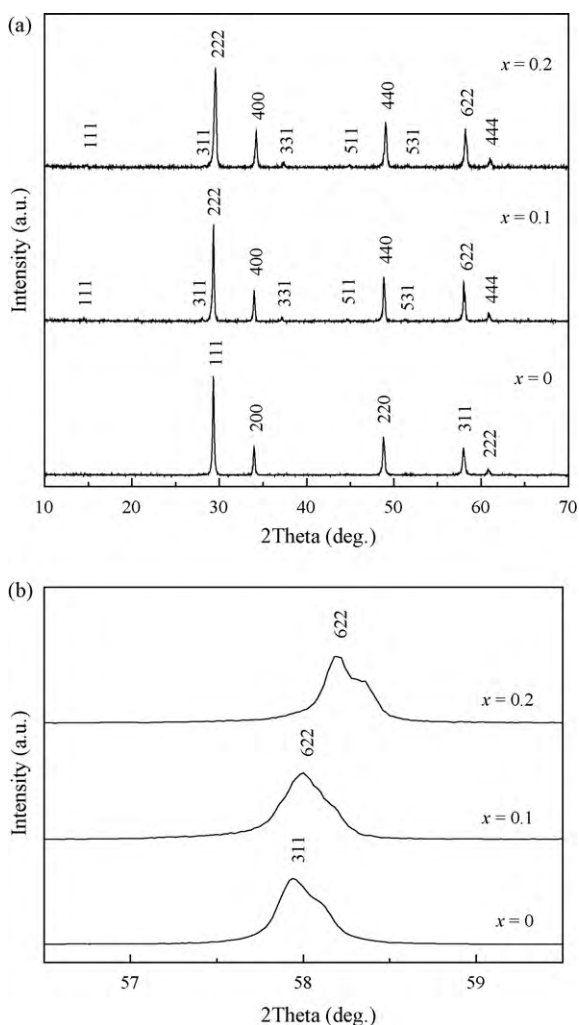 (a)
222
x = 0.2
400
440
622
111
311
331
511
531
444
222
x = 0.1
400
440
622
111
311
331
511
531
444
111
x = 0
200
220
311
222
Intensity (a.u.)
10 20 30 40 50 60 70
2Theta (deg.)
(b)
622
x = 0.2
622
x = 0.1
311
x = 0
Intensity (a.u.)
57 58 59
2Theta (deg.)